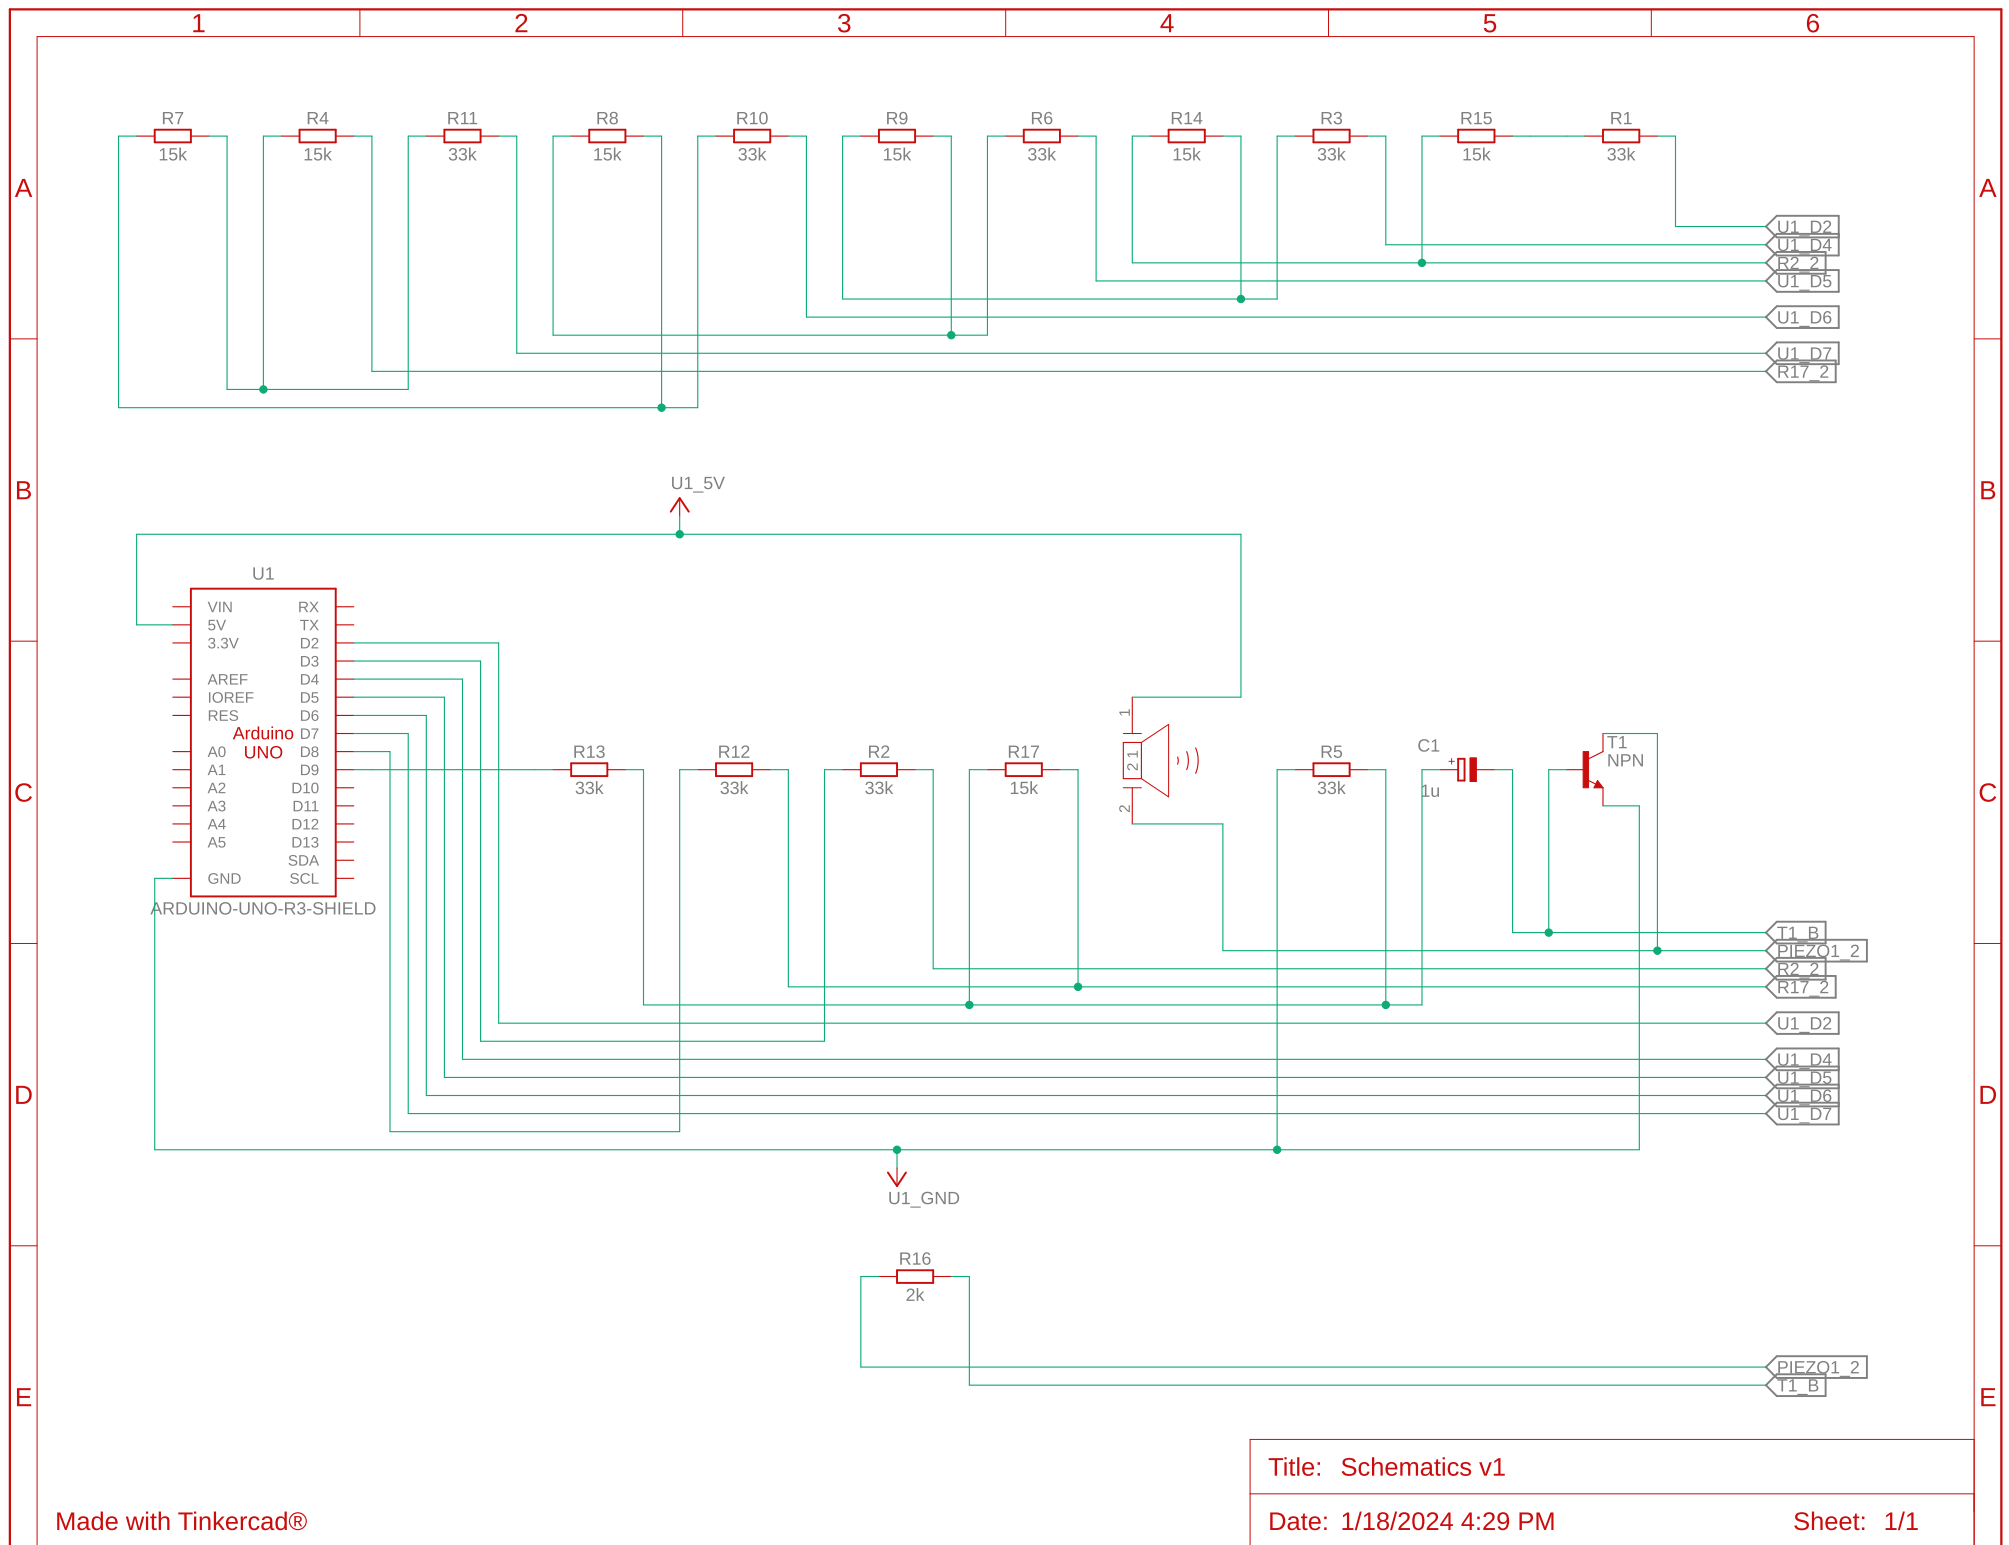 1 2 3 4 5 6
R7 R4 R11 R8 R10 R9 R6 R14 R3 R15 R1
15k 15k 33k 15k 33k 15k 33k 15k 33k 15k 33k
A A
U1_D2
U1_D4
R2_2
U1_D5
U1_D6
U1_D7
R17_2
U1_5V
B B
U1
VIN RX
5V TX
3.3V D2
D3
AREF D4
IOREF D5
RES D6
Arduino D7
A0 UNO D8
A1 D9
A2 D10
A3 D11
A4 D12
A5 D13
SDA
GND SCL
ARDUINO-UNO-R3-SHIELD
R13 R12 R2 R17 R5 C1 T1
33k 33k 33k 15k 33k 1u NPN
1
2 1
2
+
C C
T1_B
PIEZO1_2
R2_2
R17_2
U1_D2
U1_D4
U1_D5
U1_D6
U1_D7
D D
U1_GND
R16
2k
PIEZO1_2
T1_B
E E
Title: Schematics v1
Made with Tinkercad®
Date: 1/18/2024 4:29 PM Sheet: 1/1